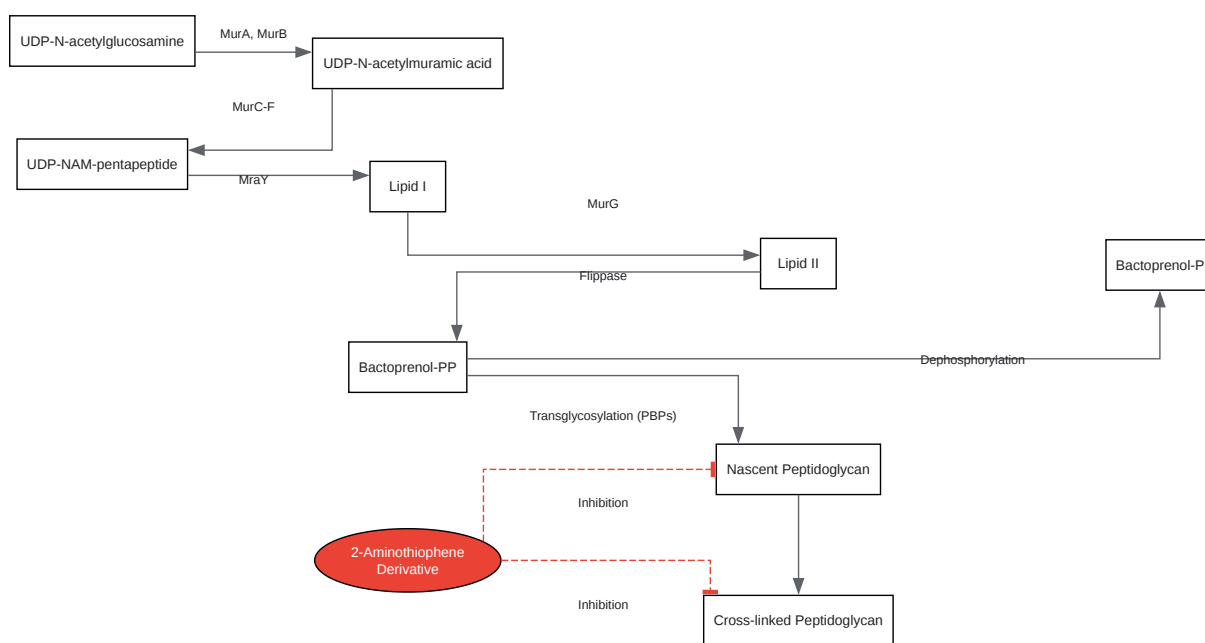 UDP-N-acetylglucosamine
MurA, MurB
UDP-N-acetylmuramic acid
MurC-F
UDP-NAM-pentapeptide
MraY
Lipid I
MurG
Lipid II
Bactoprenol-P
Flippase
Bactoprenol-PP
Dephosphorylation
Transglycosylation (PBPs)
Nascent Peptidoglycan
Inhibition
2-Aminothiophene
Derivative
Inhibition
Cross-linked Peptidoglycan